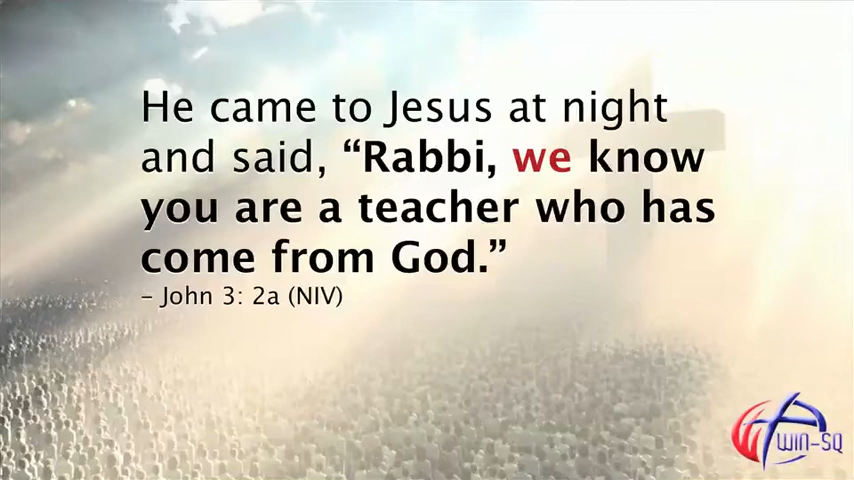 He came to Jesus at night
and said, “Rabbi, we know
you are a teacher who has
come from God.”
– John 3: 2a (NIV)
WIN-SQ